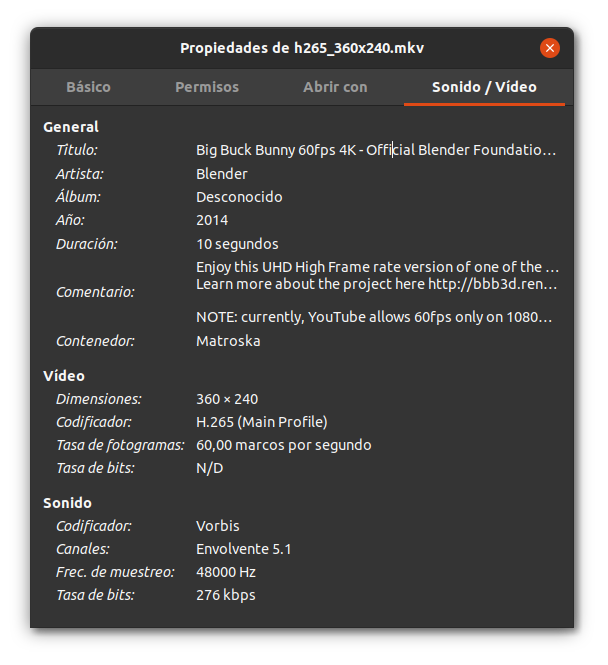 Propiedades de h265_360x240.mkv
Básico Permisos Abrir con Sonido / Vídeo
General
Título: Big Buck Bunny 60fps 4K - Official Blender Foundatio…
Artista: Blender
Álbum: Desconocido
Año: 2014
Duración: 10 segundos
Comentario: Enjoy this UHD High Frame rate version of one of the …
Learn more about the project here http://bbb3d.ren…
NOTE: currently, YouTube allows 60fps only on 1080…
Contenedor: Matroska
Vídeo
Dimensiones: 360 × 240
Codificador: H.265 (Main Profile)
Tasa de fotogramas: 60,00 marcos por segundo
Tasa de bits: N/D
Sonido
Codificador: Vorbis
Canales: Envolvente 5.1
Frec. de muestreo: 48000 Hz
Tasa de bits: 276 kbps